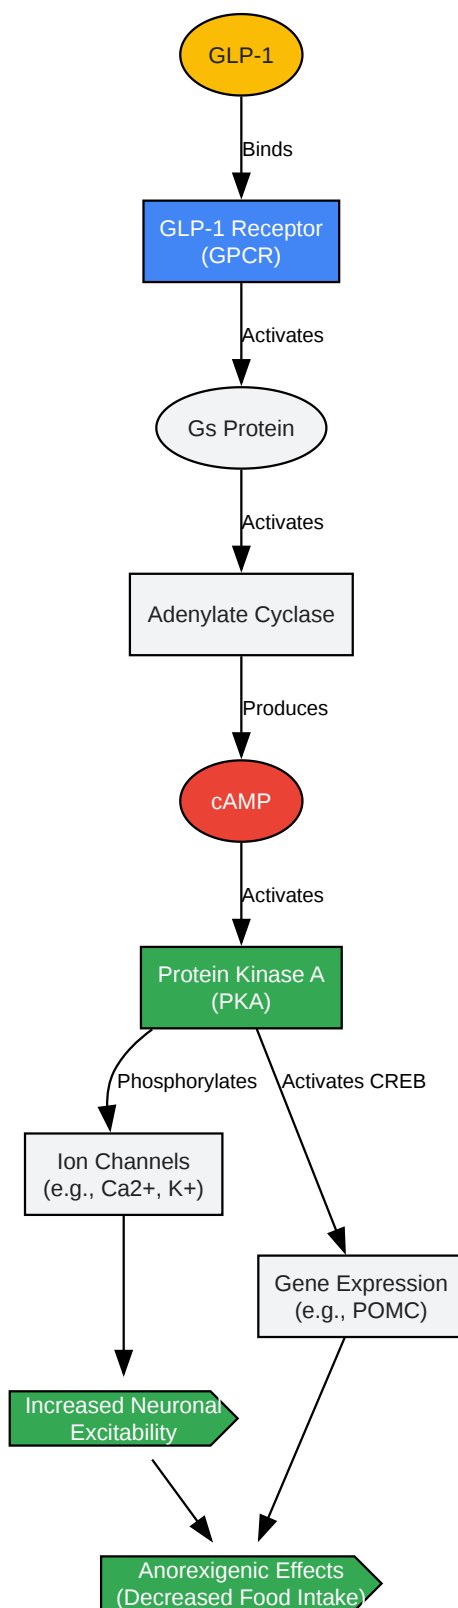 GLP-1
Binds
GLP-1 Receptor
(GPCR)
Activates
Gs Protein
Activates
Adenylate Cyclase
Produces
cAMP
Activates
Protein Kinase A
(PKA)
Phosphorylates
Activates CREB
Ion Channels
(e.g., Ca2+, K+)
Gene Expression
(e.g., POMC)
Increased Neuronal
Excitability
Anorexigenic Effects
(Decreased Food Intake)